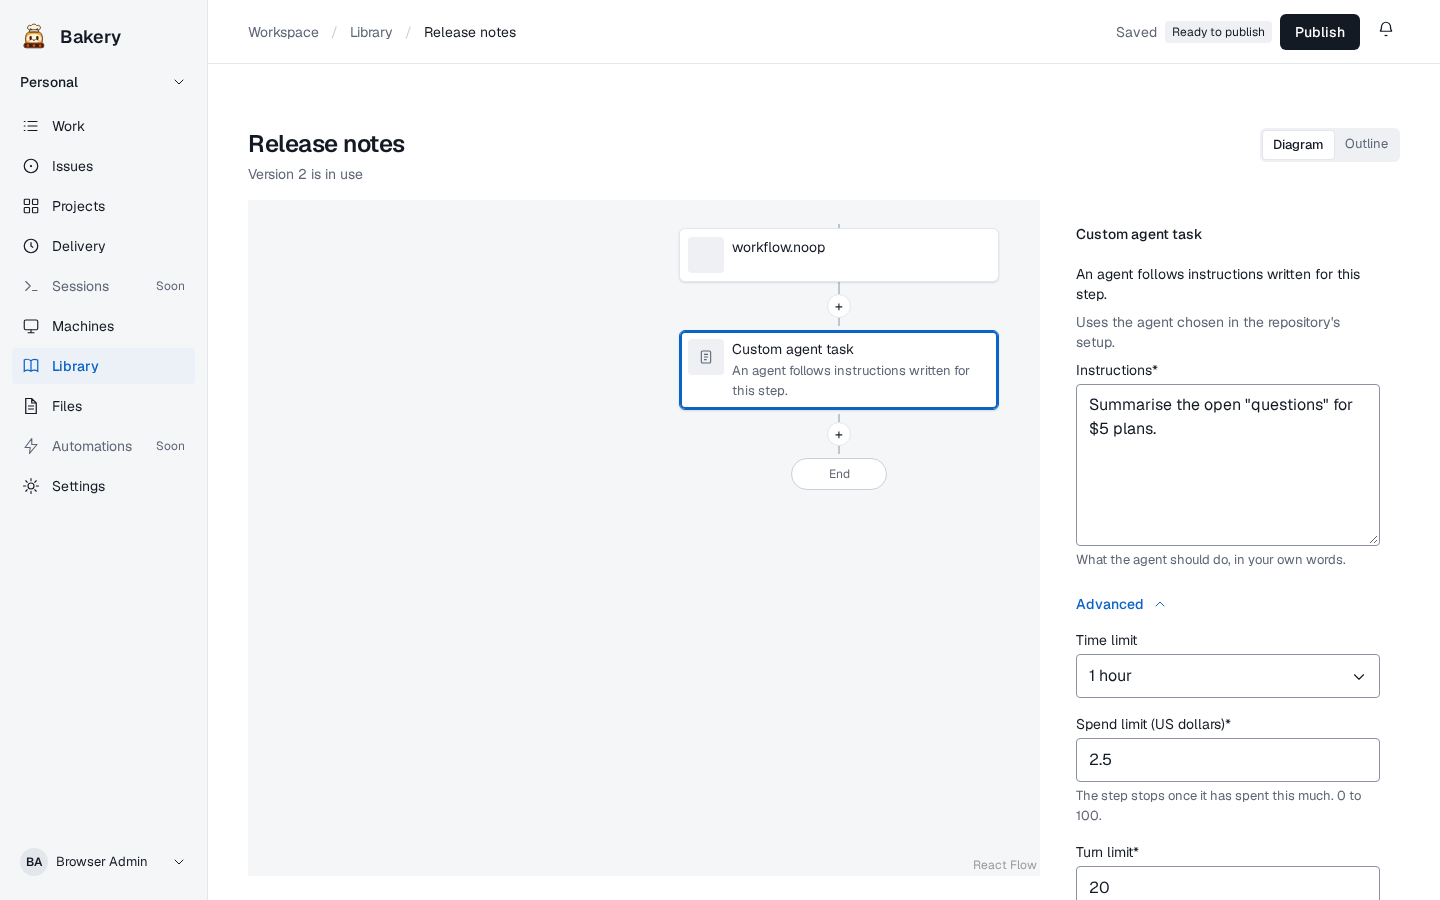 Bakery
Personal
Work
Issues
Projects
Delivery
Sessions Soon
Machines
Library
Files
Automations Soon
Settings
BA Browser Admin
Workspace / Library / Release notes
Saved Ready to publish Publish
Release notes
Version 2 is in use
Diagram Outline
workflow.noop
+
Custom agent task
An agent follows instructions written for
this step.
+
End
React Flow
Custom agent task
An agent follows instructions written for this
step.
Uses the agent chosen in the repository's
setup.
Instructions*
Summarise the open "questions" for
$5 plans.
What the agent should do, in your own words.
Advanced
Time limit
1 hour
Spend limit (US dollars)*
2.5
The step stops once it has spent this much. 0 to
100.
Turn limit*
20